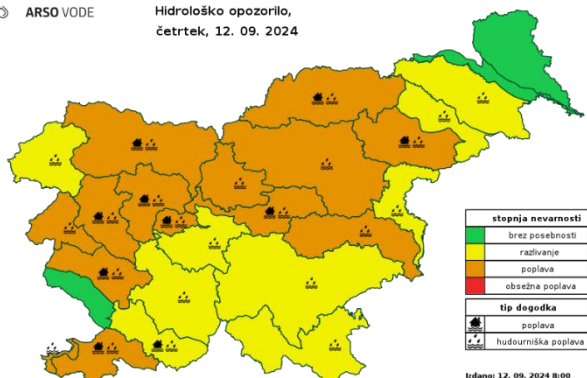 ARSO VODE
Hidrološko opozorilo,
četrtek, 12. 09. 2024
stopnja nevarnosti
brez posebnosti
razlivanje
poplava
obsežna poplava
tip dogodka
poplava
hudourniška poplava
Izdano: 12. 09. 2024 8:00